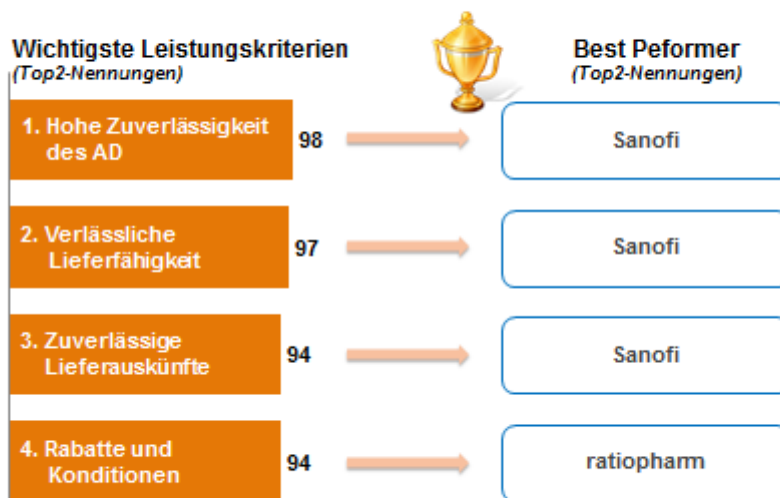 Wichtigste Leistungskriterien
(Top2-Nennungen)
Best Peformer
(Top2-Nennungen)
1. Hohe Zuverlässigkeit
des AD
98
Sanofi
2. Verlässliche
Lieferfähigkeit
97
Sanofi
3. Zuverlässige
Lieferauskünfte
94
Sanofi
4. Rabatte und
Konditionen
94
ratiopharm